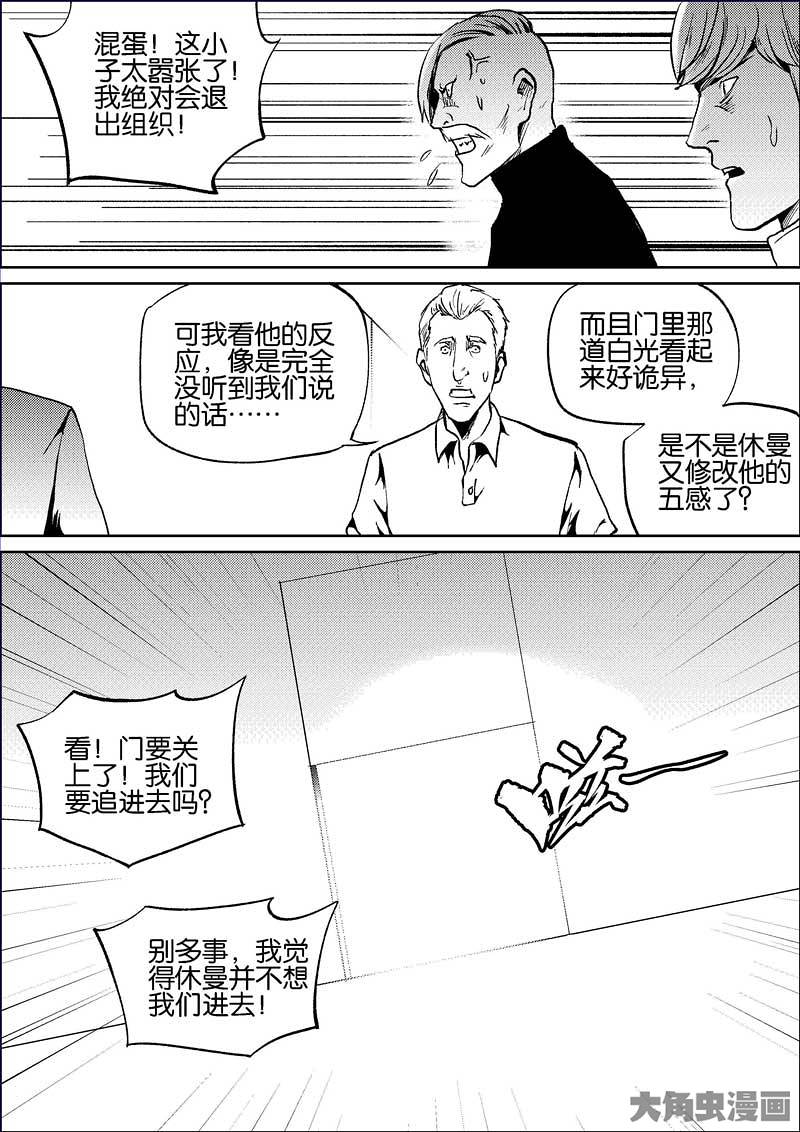 混蛋！这小
子太嚣张了！
我绝对会退
出组织！
可我看他的反
应，像是完全
没听到我们说
的话……
而且门里那
道白光看起
来好诡异，
是不是休曼
又修改他的
五感了？
看！门要关
上了！我们
要追进去吗？
咳
别多事，我觉
得休曼并不想
我们进去！
大角虫漫画